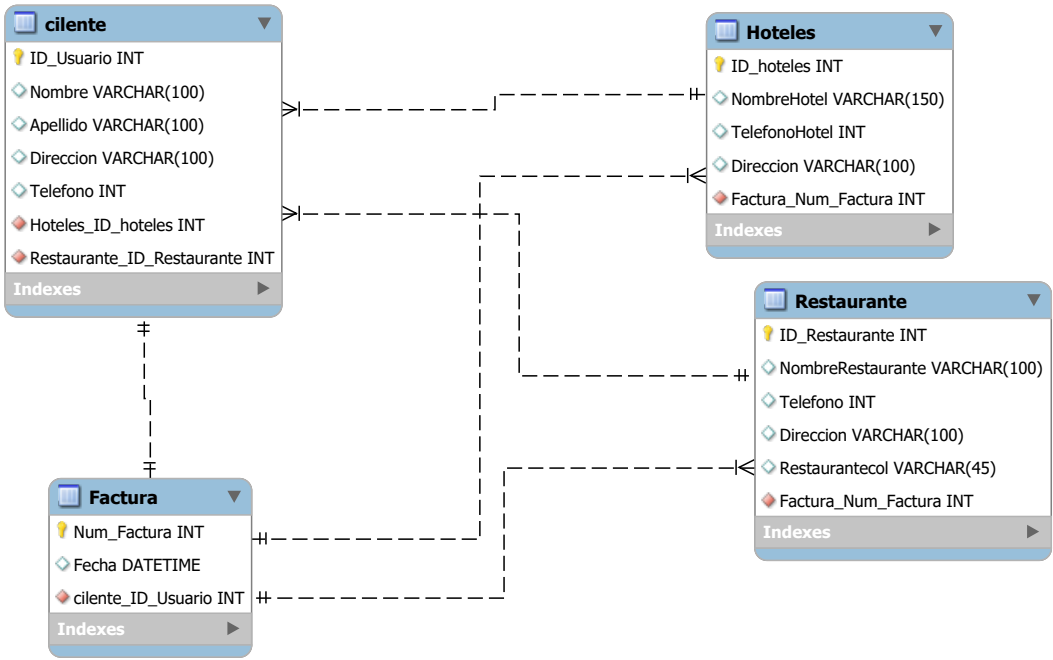 cilente
ID_Usuario INT
Nombre VARCHAR(100)
Apellido VARCHAR(100)
Direccion VARCHAR(100)
Telefono INT
Hoteles_ID_hoteles INT
Restaurante_ID_Restaurante INT
Indexes
Hoteles
ID_hoteles INT
NombreHotel VARCHAR(150)
TelefonoHotel INT
Direccion VARCHAR(100)
Factura_Num_Factura INT
Indexes
Restaurante
ID_Restaurante INT
NombreRestaurante VARCHAR(100)
Telefono INT
Direccion VARCHAR(100)
Restaurantecol VARCHAR(45)
Factura_Num_Factura INT
Indexes
Factura
Num_Factura INT
Fecha DATETIME
cilente_ID_Usuario INT
Indexes